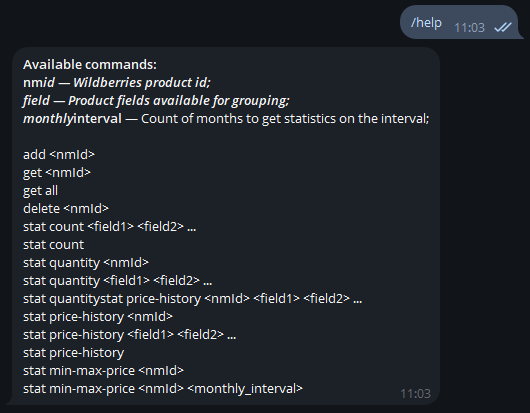 /help 11:03
Available commands:
nmid — Wildberries product id;
field — Product fields available for grouping;
monthlyinterval — Count of months to get statistics on the interval;
add <nmId>
get <nmId>
get all
delete <nmId>
stat count <field1> <field2> ...
stat count
stat quantity <nmId>
stat quantity <field1> <field2> ...
stat quantitystat price-history <nmId> <field1> <field2> ...
stat price-history <nmId>
stat price-history <field1> <field2> ...
stat price-history
stat min-max-price <nmId>
stat min-max-price <nmId> <monthly_interval>
11:03